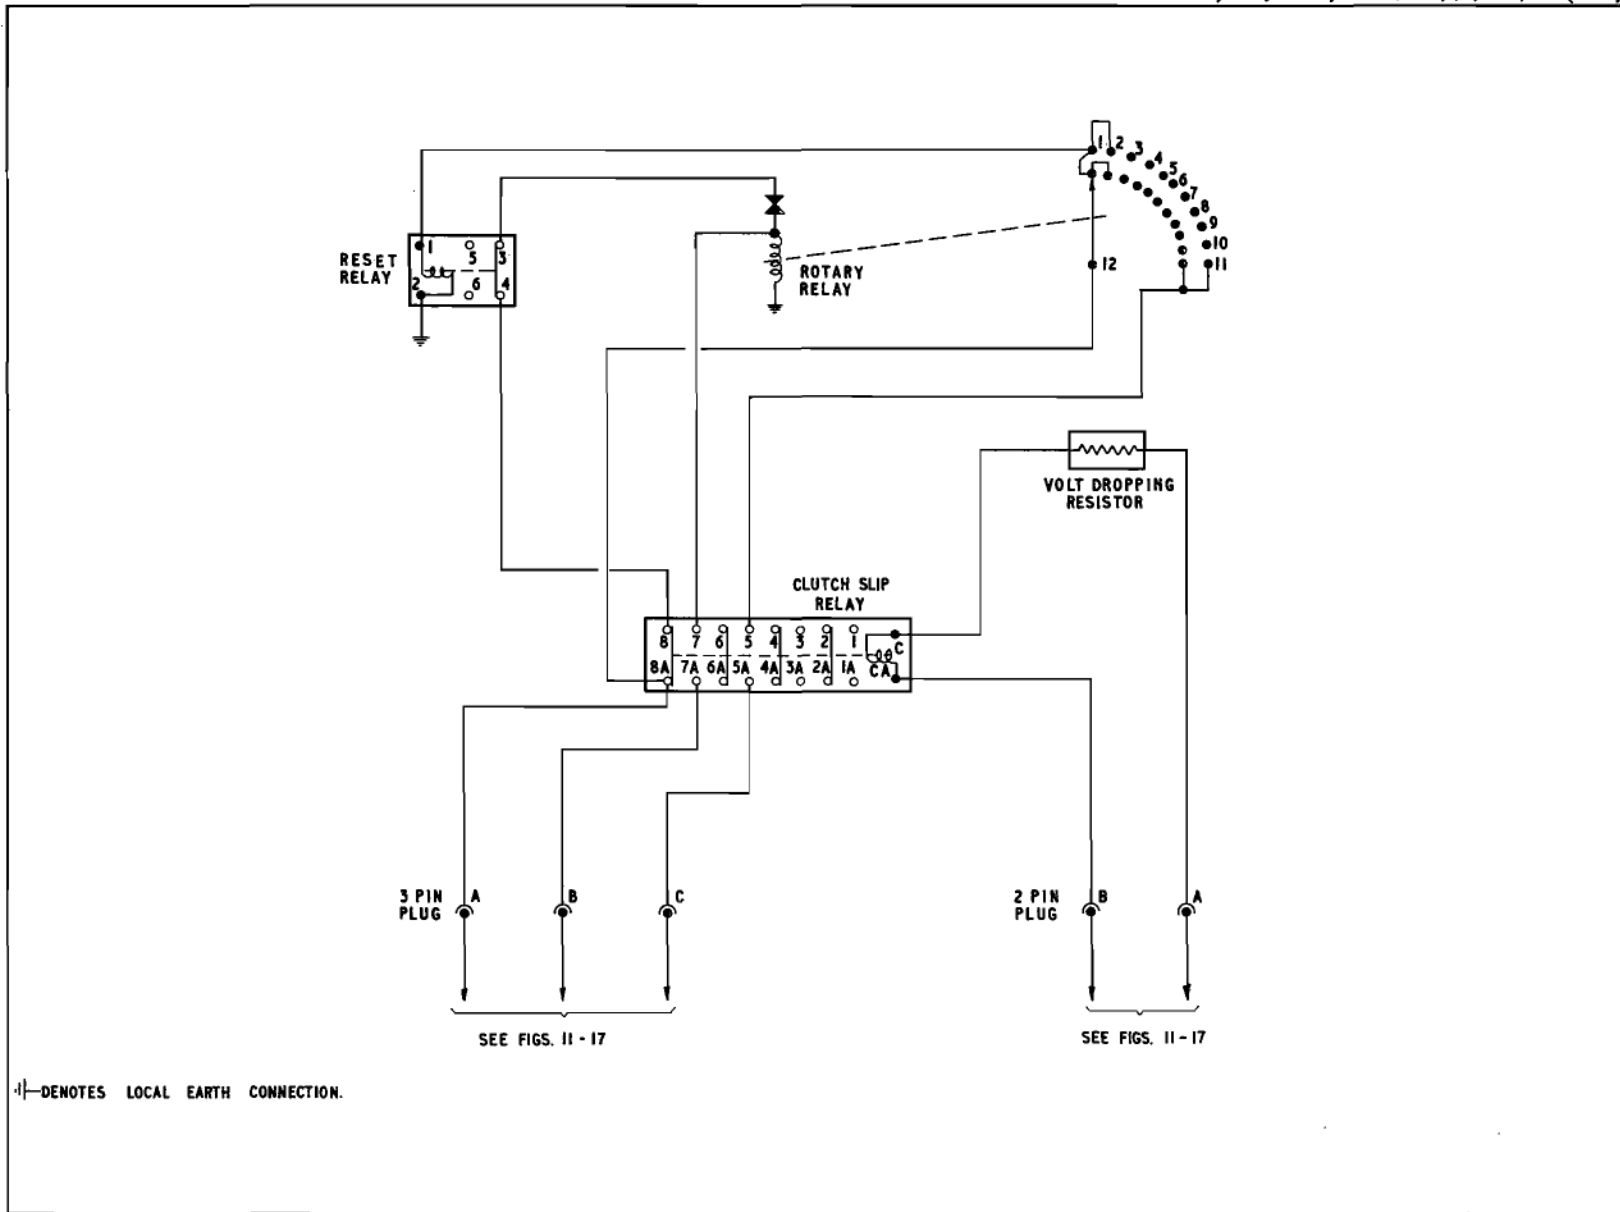 1 2 3 4 5 6 7 8 9 10 11
12
RESET
RELAY
1 5 3
2 6 4
ROTARY
RELAY
VOLT DROPPING
RESISTOR
CLUTCH SLIP
RELAY
8 7 6 5 4 3 2 1 C
8A 7A 6A 5A 4A 3A 2A 1A CA
3 PIN
PLUG
A B C
2 PIN
PLUG
B A
SEE FIGS. 11-17
SEE FIGS. 11-17
DENOTES LOCAL EARTH CONNECTION.